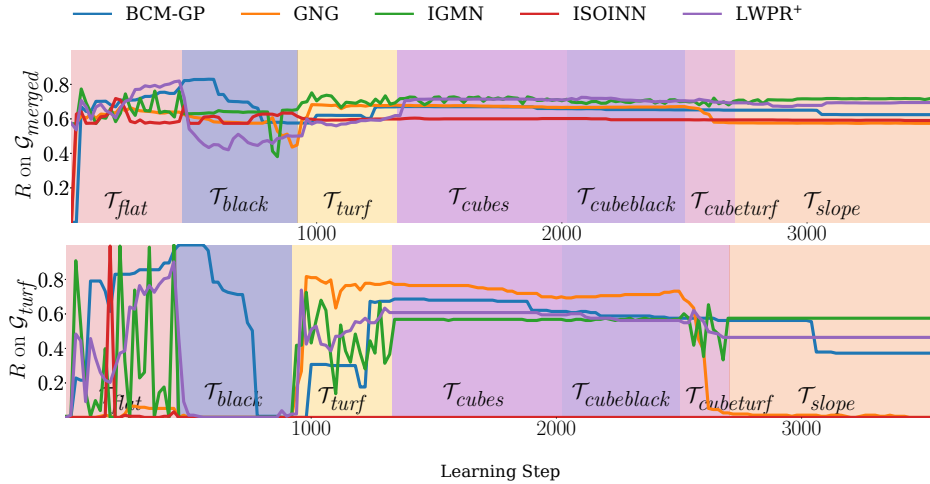 BCM-GP GNG IGMN ISOINN LWPR⁺
R on 𝒢merged
0.8
0.6
0.4
0.2
𝒯flat 𝒯black 𝒯turf 𝒯cubes 𝒯cubeblack 𝒯cubeturf 𝒯slope
1000 2000 3000
R on 𝒢turf
0.8
0.6
0.4
0.2
𝒯flat 𝒯black 𝒯turf 𝒯cubes 𝒯cubeblack 𝒯cubeturf 𝒯slope
1000 2000 3000
Learning Step